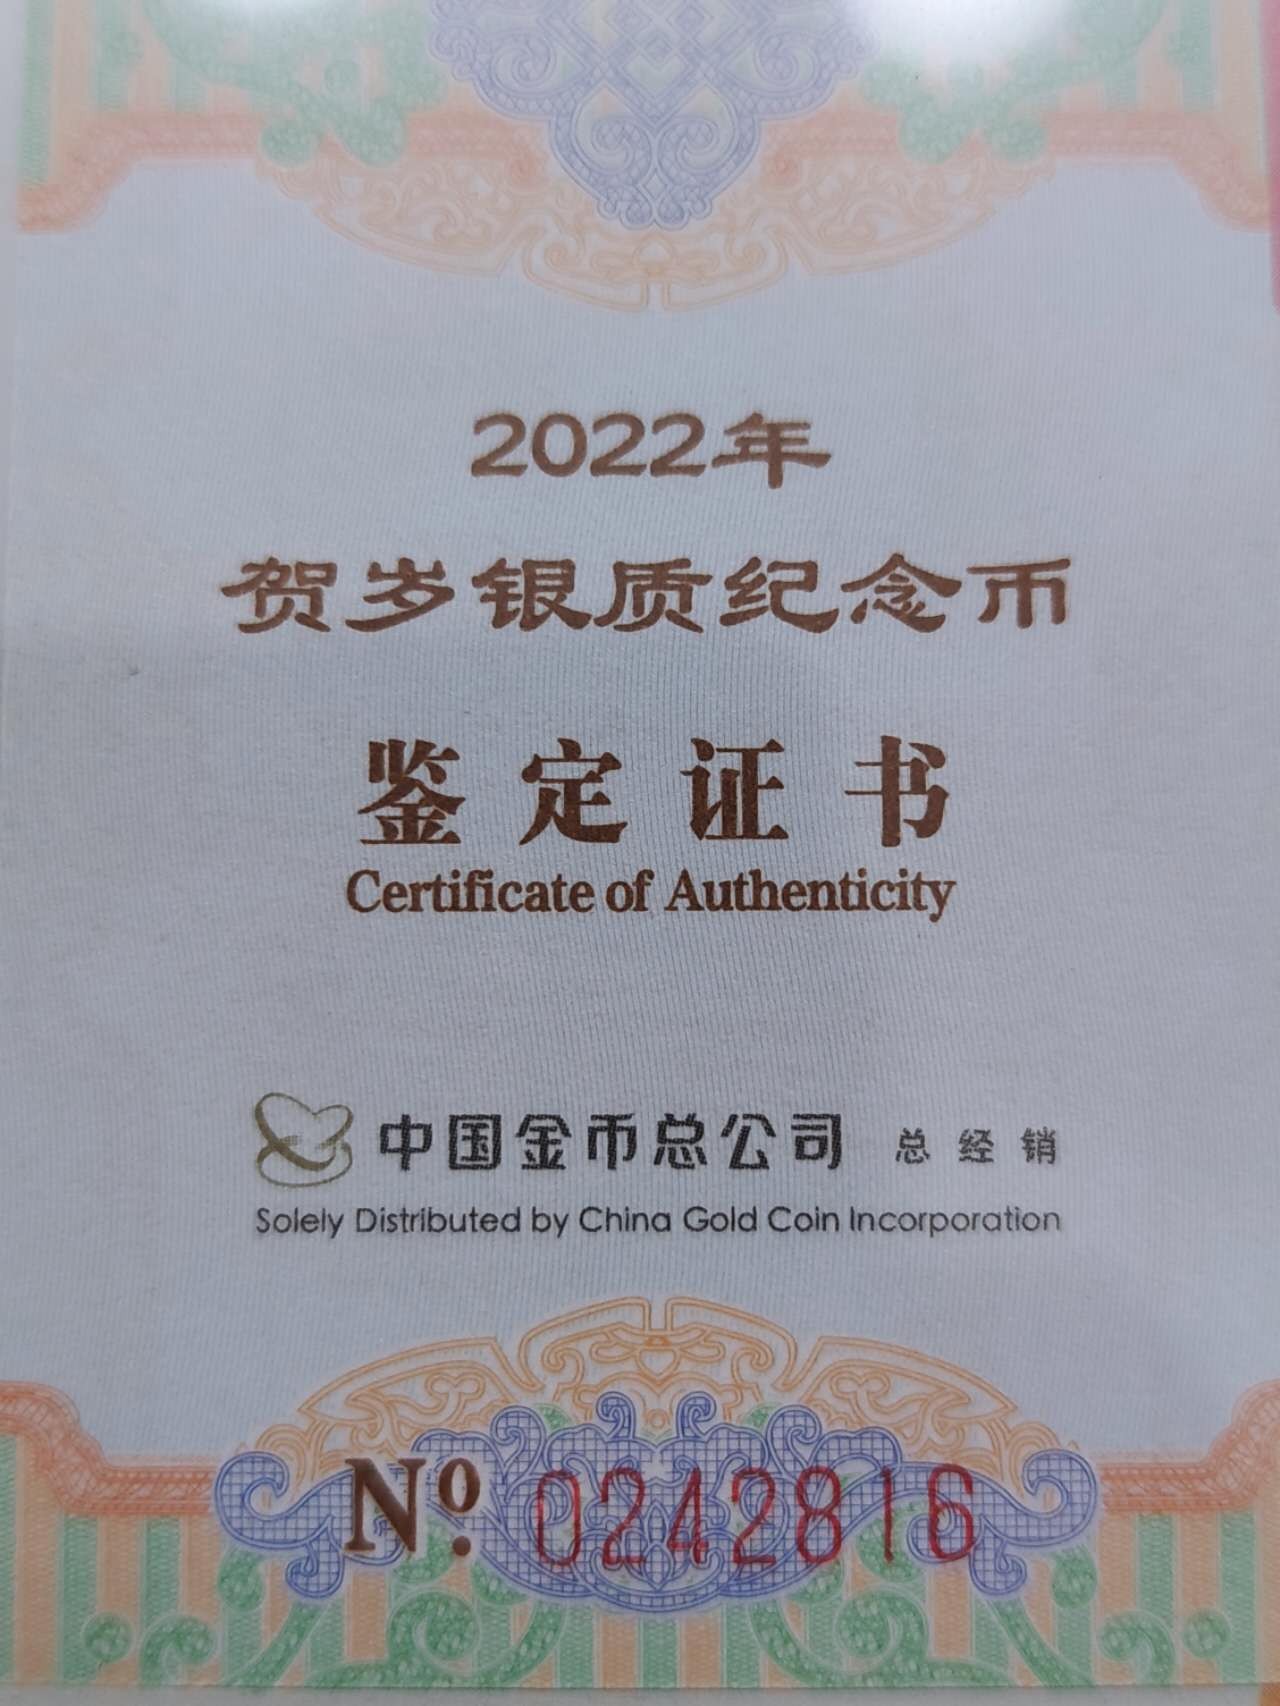 2022年
贺岁银质纪念币
鉴定证书
Certificate of Authenticity
中国金币总公司 总经销
Solely Distributed by China Gold Coin Incorporation
Nº. 0242816